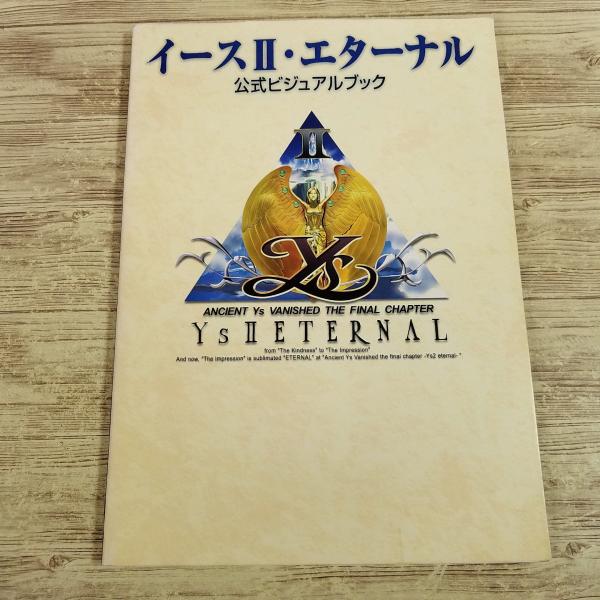 イースⅡ・エターナル
公式ビジュアルブック
Ⅱ
Ys
ANCIENT Ys VANISHED THE FINAL CHAPTER
Ys Ⅱ ETERNAL
from "The Kindness" to "The Impression"
And now, "The impression" is sublimated "ETERNAL" at "Ancient Ys Vanished the final chapter -Ys2 eternal- "